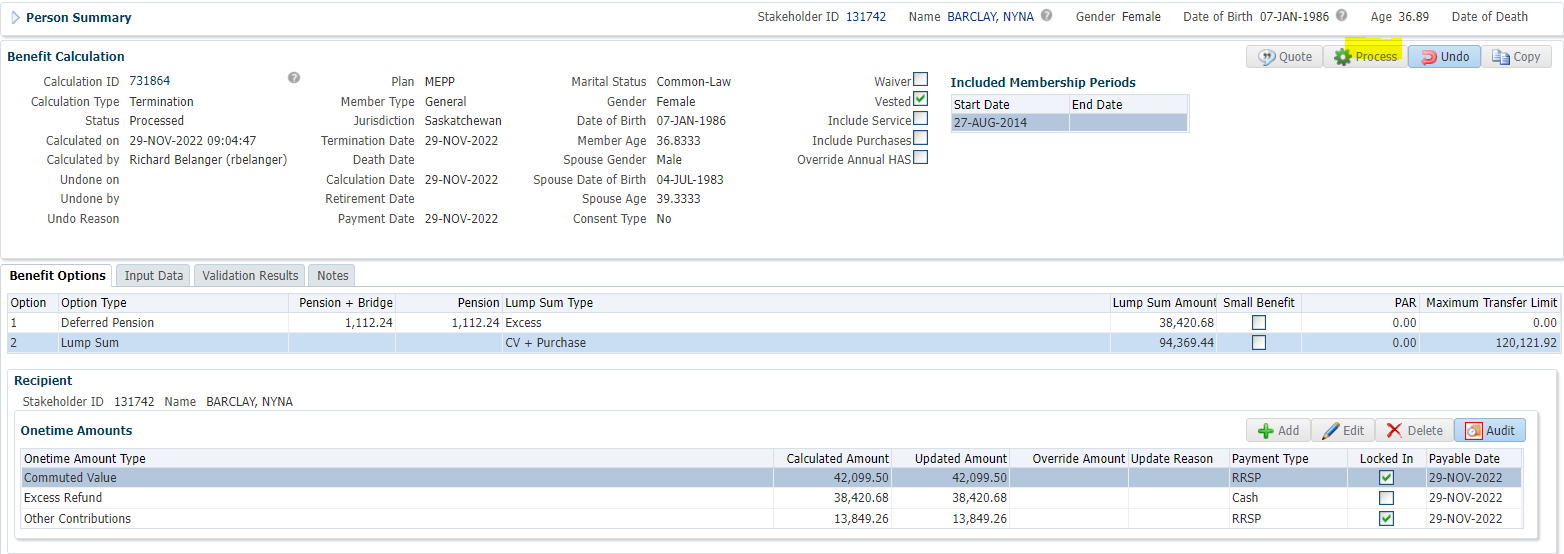 Person Summary Stakeholder ID 131742 Name BARCLAY, NYNA Gender Female Date of Birth 07-JAN-1986 Age 36.89 Date of Death
Benefit Calculation Quote Process Undo Copy
Calculation ID 731864 Plan MEPP Marital Status Common-Law Waiver Included Membership Periods
Calculation Type Termination Member Type General Gender Female Vested Start Date End Date
Status Processed Jurisdiction Saskatchewan Date of Birth 07-JAN-1986 Include Service 27-AUG-2014
Calculated on 29-NOV-2022 09:04:47 Termination Date 29-NOV-2022 Member Age 36.8333 Include Purchases
Calculated by Richard Belanger (rbelanger) Death Date Spouse Gender Male Override Annual HAS
Undone on Calculation Date 29-NOV-2022 Spouse Date of Birth 04-JUL-1983
Undone by Retirement Date Spouse Age 39.3333
Undo Reason Payment Date 29-NOV-2022 Consent Type No
Benefit Options Input Data Validation Results Notes
Option Option Type Pension + Bridge Pension Lump Sum Type Lump Sum Amount Small Benefit PAR Maximum Transfer Limit
1 Deferred Pension 1,112.24 1,112.24 Excess 38,420.68 0.00 0.00
2 Lump Sum CV + Purchase 94,369.44 0.00 120,121.92
Recipient
Stakeholder ID 131742 Name BARCLAY, NYNA
Onetime Amounts Add Edit Delete Audit
Onetime Amount Type Calculated Amount Updated Amount Override Amount Update Reason Payment Type Locked In Payable Date
Commuted Value 42,099.50 42,099.50 RRSP 29-NOV-2022
Excess Refund 38,420.68 38,420.68 Cash 29-NOV-2022
Other Contributions 13,849.26 13,849.26 RRSP 29-NOV-2022